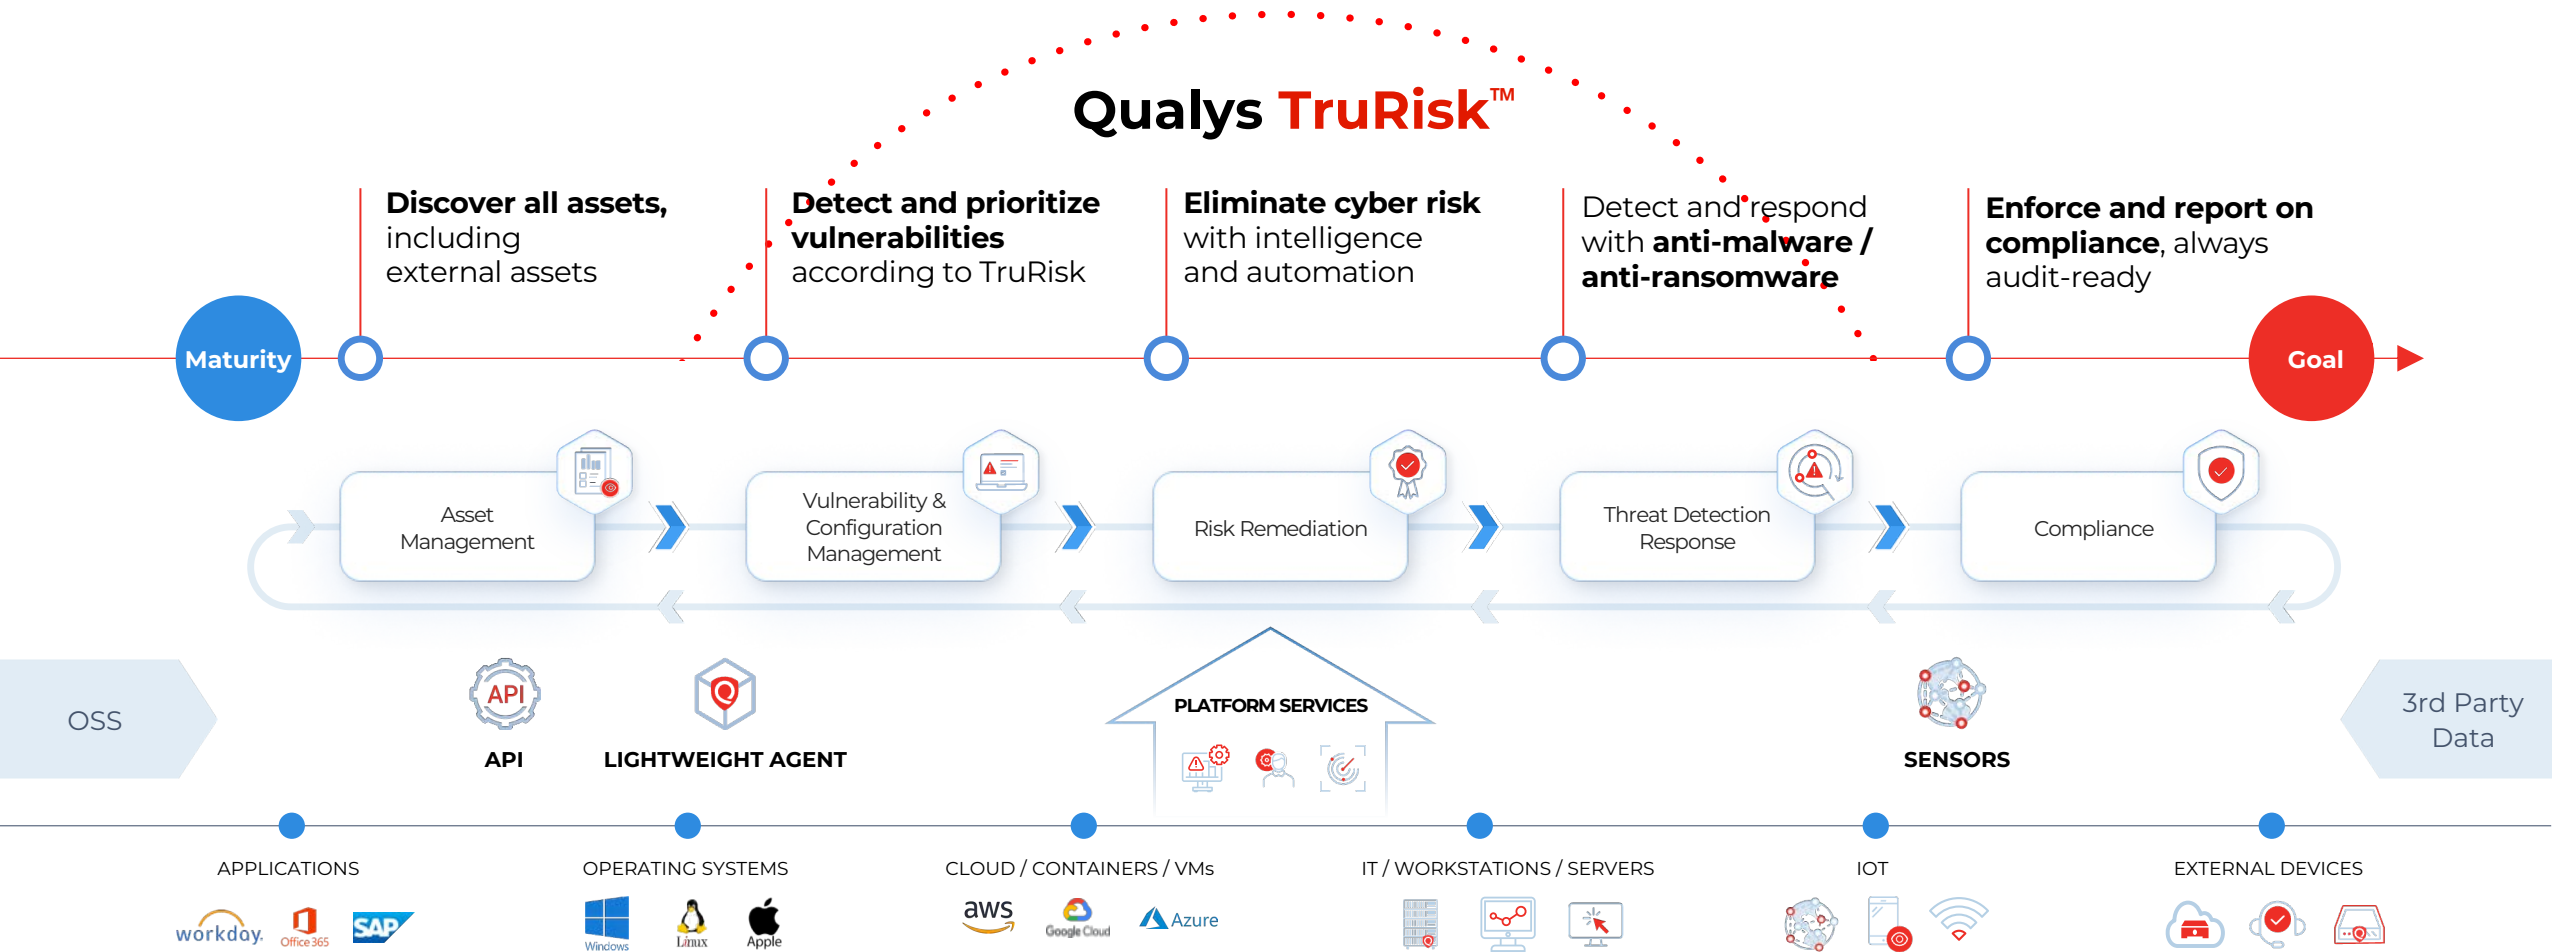 Qualys TruRisk™
Discover all assets,
including
external assets
Detect and prioritize
vulnerabilities
according to TruRisk
Eliminate cyber risk
with intelligence
and automation
Detect and respond
with anti-malware /
anti-ransomware
Enforce and report on
compliance, always
audit-ready
Maturity
Goal
Asset
Management
Vulnerability &
Configuration
Management
Risk Remediation
Threat Detection
Response
Compliance
OSS
API
API
LIGHTWEIGHT AGENT
PLATFORM SERVICES
SENSORS
3rd Party
Data
APPLICATIONS
OPERATING SYSTEMS
CLOUD / CONTAINERS / VMs
IT / WORKSTATIONS / SERVERS
IOT
EXTERNAL DEVICES
workday.
Office 365
SAP
Windows
Linux
Apple
aws
Google Cloud
Azure